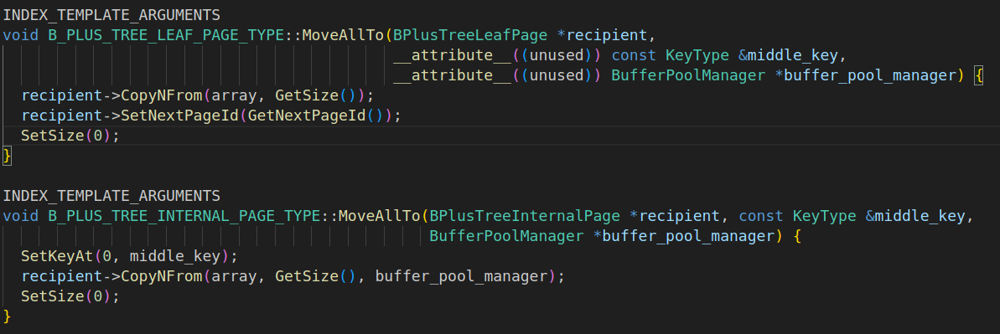 INDEX_TEMPLATE_ARGUMENTS
void B_PLUS_TREE_LEAF_PAGE_TYPE::MoveAllTo(BPlusTreeLeafPage *recipient,
                                           __attribute__((unused)) const KeyType &middle_key,
                                           __attribute__((unused)) BufferPoolManager *buffer_pool_manager) {
  recipient->CopyNFrom(array, GetSize());
  recipient->SetNextPageId(GetNextPageId());
  SetSize(0);
}

INDEX_TEMPLATE_ARGUMENTS
void B_PLUS_TREE_INTERNAL_PAGE_TYPE::MoveAllTo(BPlusTreeInternalPage *recipient, const KeyType &middle_key,
                                               BufferPoolManager *buffer_pool_manager) {
  SetKeyAt(0, middle_key);
  recipient->CopyNFrom(array, GetSize(), buffer_pool_manager);
  SetSize(0);
}